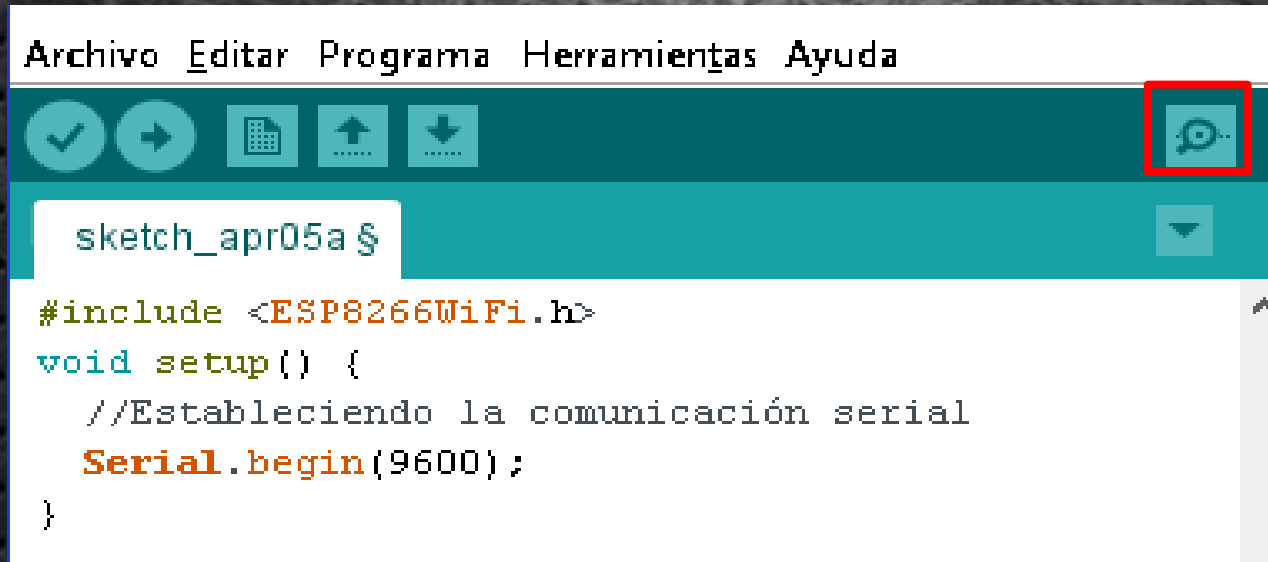 Archivo Editar Programa Herramientas Ayuda
sketch_apr05a §
#include <ESP8266WiFi.h>
void setup() {
//Estableciendo la comunicación serial
Serial.begin(9600);
}